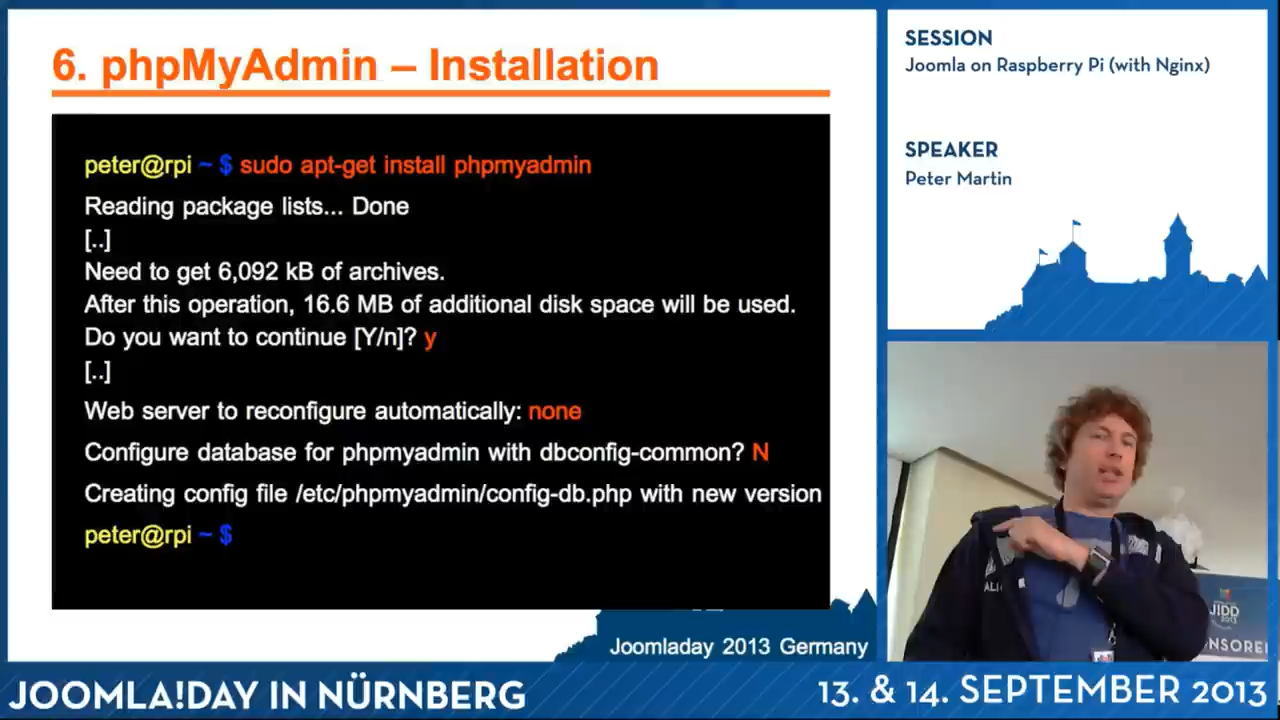 6. phpMyAdmin – Installation
peter@rpi ~ $ sudo apt-get install phpmyadmin
Reading package lists... Done
[..]
Need to get 6,092 kB of archives.
After this operation, 16.6 MB of additional disk space will be used.
Do you want to continue [Y/n]? y
[..]
Web server to reconfigure automatically: none
Configure database for phpmyadmin with dbconfig-common? N
Creating config file /etc/phpmyadmin/config-db.php with new version
peter@rpi ~ $
Joomladay 2013 Germany
SESSION
Joomla on Raspberry Pi (with Nginx)
SPEAKER
Peter Martin
JDD
2013
JOOMLA!DAY IN NÜRNBERG
13. & 14. SEPTEMBER 2013